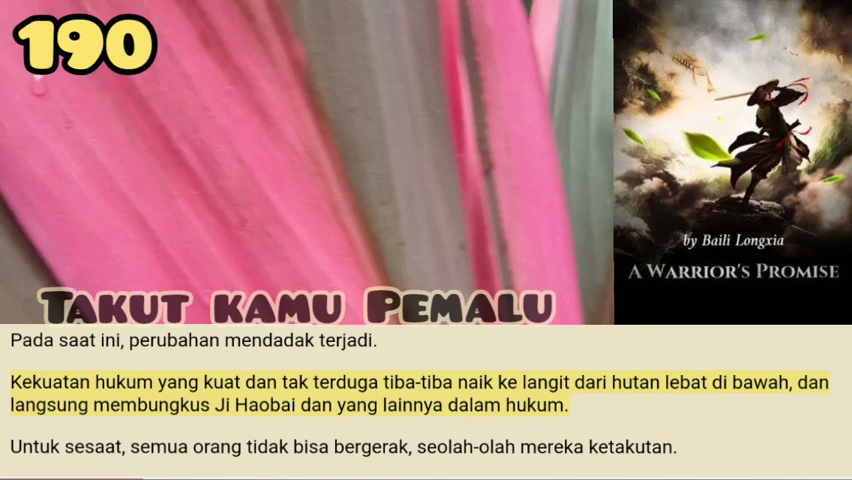 190
by Baili Longxia
A WARRIOR'S PROMISE
TAKUT KAMU PEMALU
Pada saat ini, perubahan mendadak terjadi.
Kekuatan hukum yang kuat dan tak terduga tiba-tiba naik ke langit dari hutan lebat di bawah, dan
langsung membungkus Ji Haobai dan yang lainnya dalam hukum.
Untuk sesaat, semua orang tidak bisa bergerak, seolah-olah mereka ketakutan.